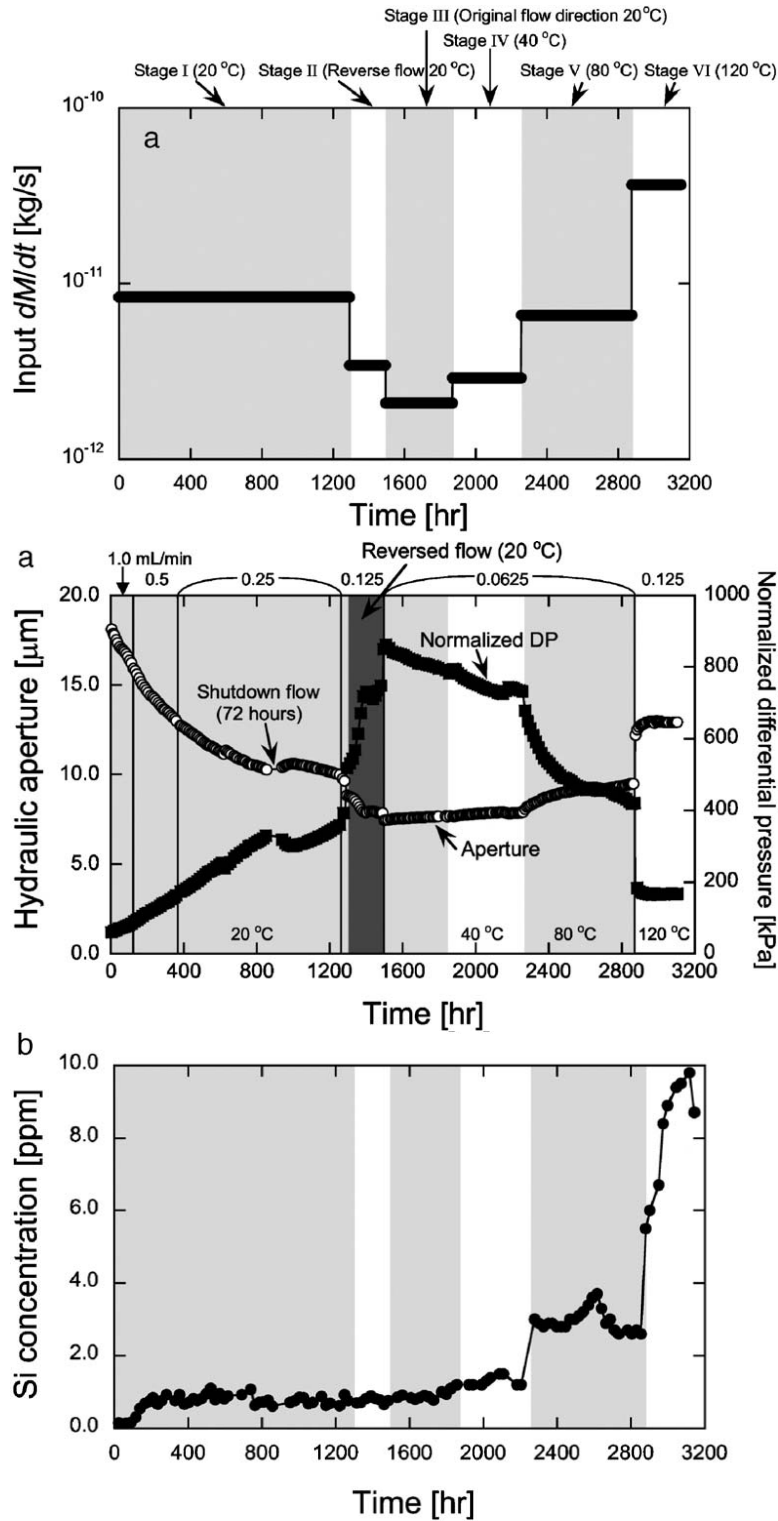 Stage III (Original flow direction 20 °C)
Stage IV (40 °C)
Stage I (20 °C) Stage II (Reverse flow 20 °C) Stage V (80 °C) Stage VI (120 °C)
a
Input dM/dt [kg/s]
10-10
10-11
10-12
0 400 800 1200 1600 2000 2400 2800 3200
Time [hr]
a
Reversed flow (20 °C)
1.0 mL/min
0.5 0.25 0.125 0.0625 0.125
Hydraulic aperture [μm]
20.0
15.0
10.0
5.0
0.0
Normalized DP
Shutdown flow
(72 hours)
Aperture
20 °C 40 °C 80 °C 120 °C
1000
800
600
400
200
0
Normalized differential pressure [kPa]
0 400 800 1200 1600 2000 2400 2800 3200
Time [hr]
b
Si concentration [ppm]
10.0
8.0
6.0
4.0
2.0
0.0
0 400 800 1200 1600 2000 2400 2800 3200
Time [hr]